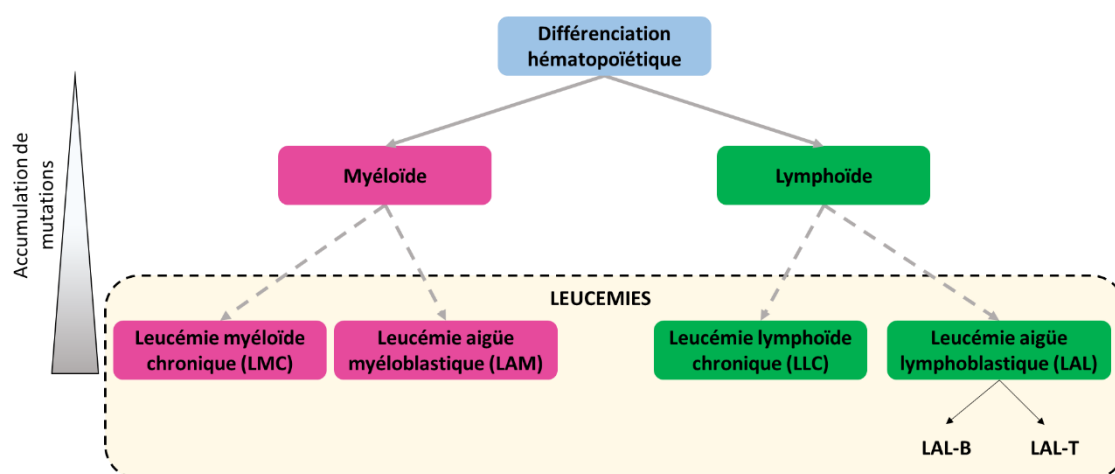 Différenciation
hématopoïétique
Accumulation de
mutations
Myéloïde
Lymphoïde
LEUCEMIES
Leucémie myéloïde
chronique (LMC)
Leucémie aigüe
myéloblastique (LAM)
Leucémie lymphoïde
chronique (LLC)
Leucémie aigüe
lymphoblastique (LAL)
LAL-B
LAL-T